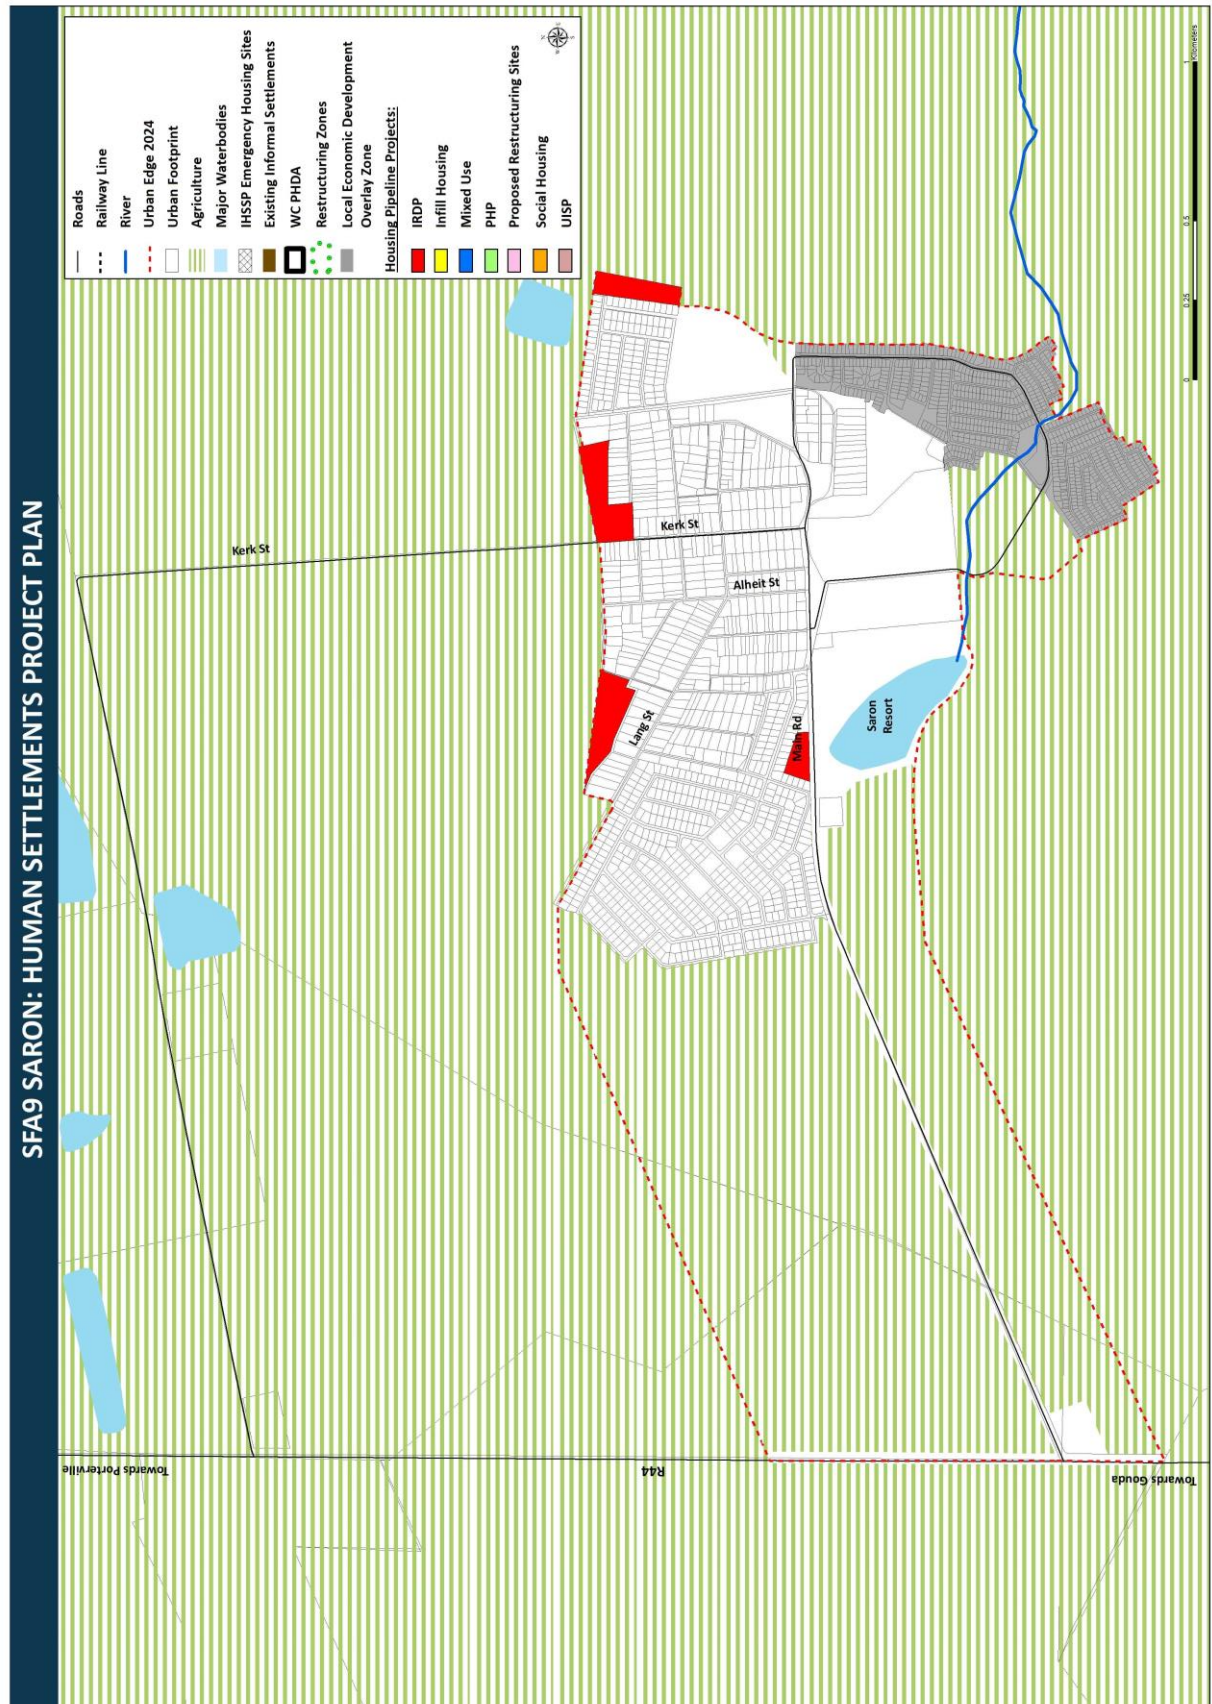 SFA9 SARON: HUMAN SETTLEMENTS PROJECT PLAN
Roads
Railway Line
River
Urban Edge 2024
Urban Footprint
Agriculture
Major Waterbodies
IHSSP Emergency Housing Sites
Existing Informal Settlements
WC PHDA
Restructuring Zones
Local Economic Development
Overlay Zone
Housing Pipeline Projects:
IRDP
Infill Housing
Mixed Use
PHP
Proposed Restructuring Sites
Social Housing
UISP
Kerk St
Kerk St
Alheit St
Lang St
Main Rd
Saron
Resort
Towards Porterville
R44
Towards Gouda
0 0.25 0.5 1
Kilometers